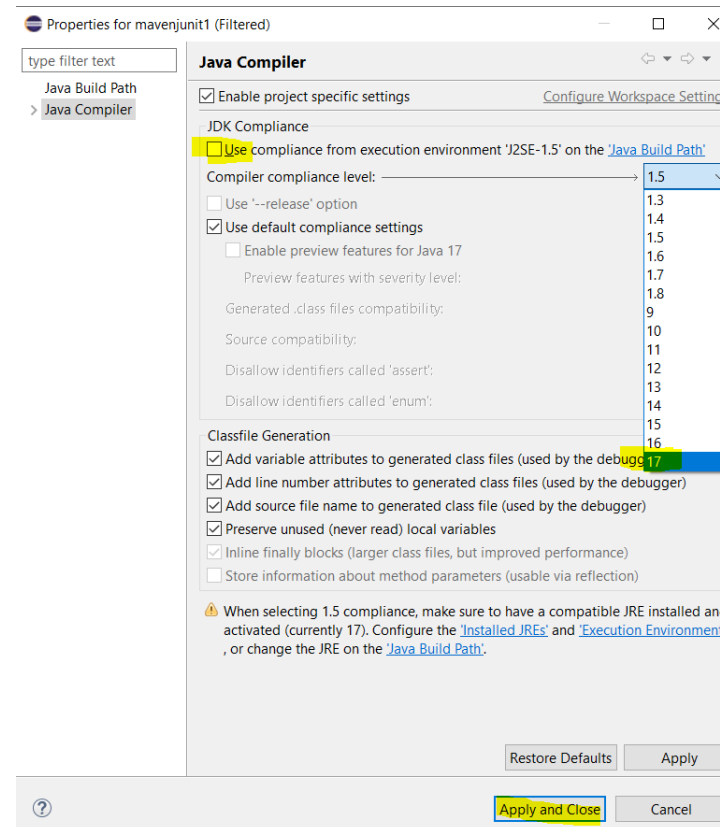 Properties for mavenjunit1 (Filtered)
type filter text
Java Build Path
Java Compiler
Java Compiler
Enable project specific settings
Configure Workspace Setting
JDK Compliance
Use compliance from execution environment 'J2SE-1.5' on the 'Java Build Path'
Compiler compliance level:
1.5
1.3
1.4
1.5
1.6
1.7
1.8
9
10
11
12
13
14
15
16
17
Use '--release' option
Use default compliance settings
Enable preview features for Java 17
Preview features with severity level:
Generated .class files compatibility:
Source compatibility:
Disallow identifiers called 'assert':
Disallow identifiers called 'enum':
Classfile Generation
Add variable attributes to generated class files (used by the debugg
Add line number attributes to generated class files (used by the debugger)
Add source file name to generated class file (used by the debugger)
Preserve unused (never read) local variables
Inline finally blocks (larger class files, but improved performance)
Store information about method parameters (usable via reflection)
When selecting 1.5 compliance, make sure to have a compatible JRE installed an
activated (currently 17). Configure the 'Installed JREs' and 'Execution Environment
, or change the JRE on the 'Java Build Path'.
Restore Defaults
Apply
?
Apply and Close
Cancel